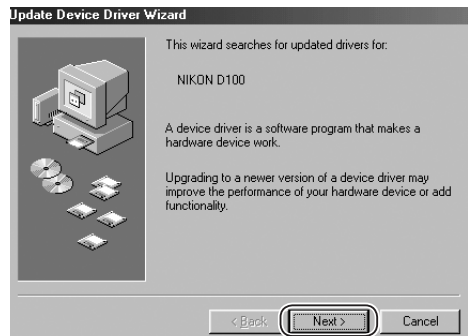 Update Device Driver Wizard
This wizard searches for updated drivers for:
NIKON D100
A device driver is a software program that makes a
hardware device work.
Upgrading to a newer version of a device driver may
improve the performance of your hardware device or add
functionality.
< Back Next > Cancel